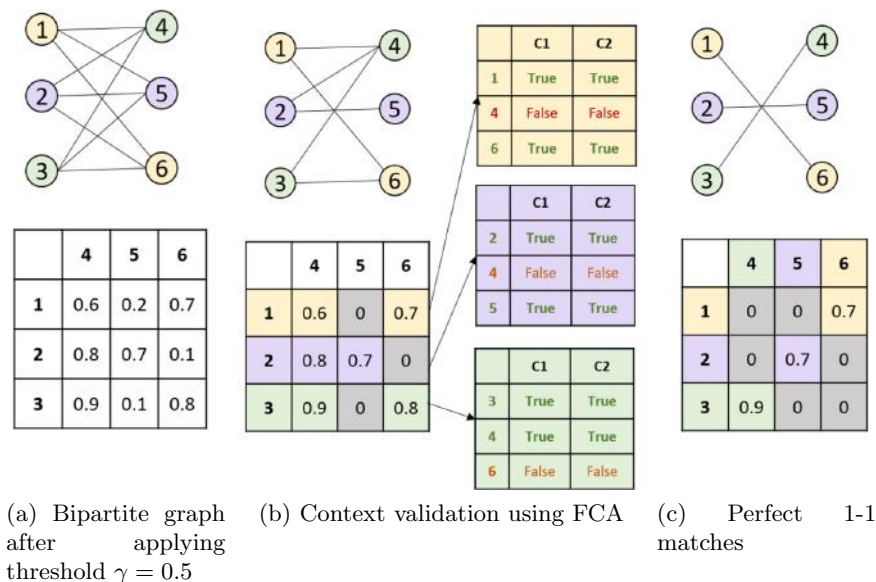 1 4
2 5
3 6
4 5 6
1 0.6 0.2 0.7
2 0.8 0.7 0.1
3 0.9 0.1 0.8
(a) Bipartite graph
after applying
threshold γ = 0.5
1 4
2 5
3 6
4 5 6
1 0.6 0 0.7
2 0.8 0.7 0
3 0.9 0 0.8
C1 C2
1 True True
4 False False
6 True True
C1 C2
2 True True
4 False False
5 True True
C1 C2
3 True True
4 True True
6 False False
(b) Context validation using FCA
1 4
2 5
3 6
4 5 6
1 0 0 0.7
2 0 0.7 0
3 0.9 0 0
(c) Perfect 1-1
matches